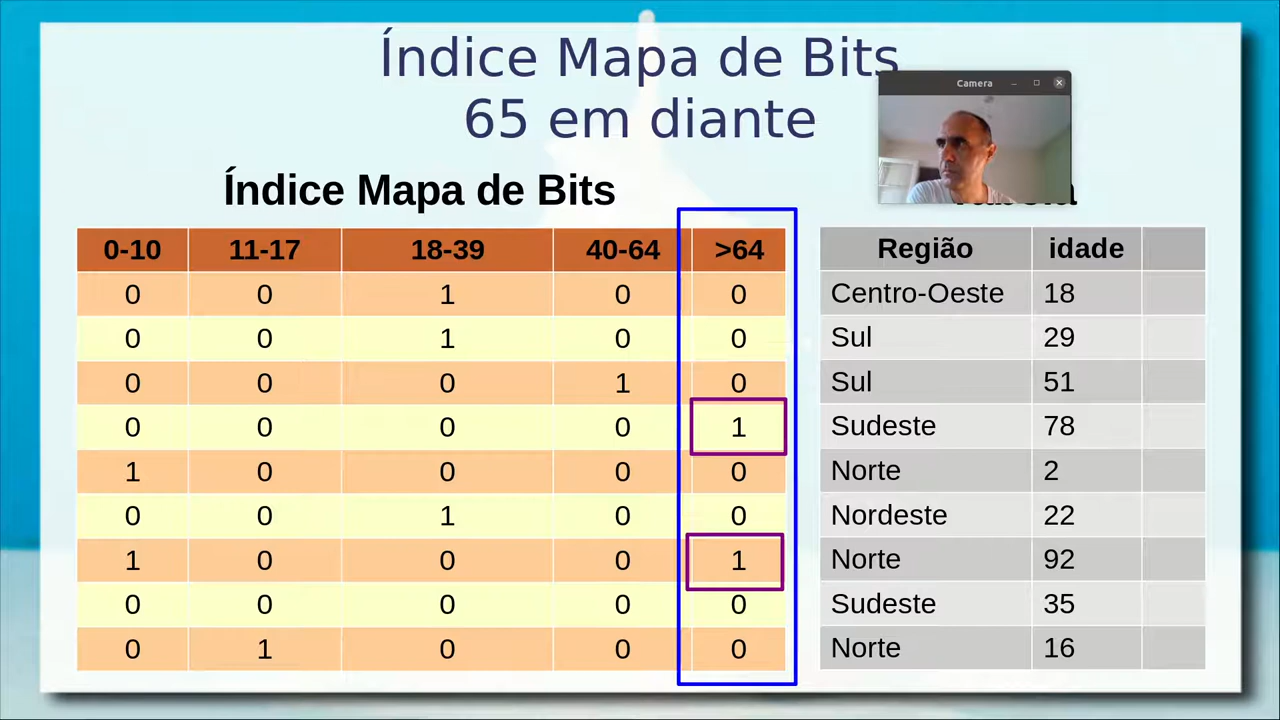 Índice Mapa de Bits
65 em diante
Camera
Índice Mapa de Bits
0-10 11-17 18-39 40-64 >64
0 0 1 0 0
0 0 1 0 0
0 0 0 1 0
0 0 0 0 1
1 0 0 0 0
0 0 1 0 0
1 0 0 0 1
0 0 0 0 0
0 1 0 0 0
Região idade
Centro-Oeste 18
Sul 29
Sul 51
Sudeste 78
Norte 2
Nordeste 22
Norte 92
Sudeste 35
Norte 16